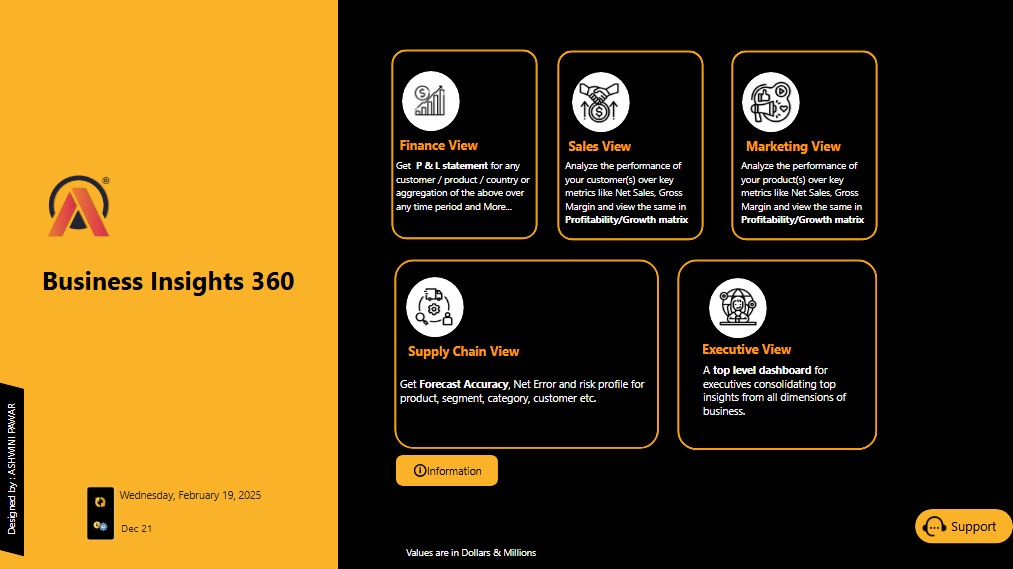 Business Insights 360
Designed by : ASHWINI PAWAR
Wednesday, February 19, 2025
Dec 21
Finance View
Get P & L statement for any
customer / product / country or
aggregation of the above over
any time period and More...
Sales View
Analyze the performance of
your customer(s) over key
metrics like Net Sales, Gross
Margin and view the same in
Profitability/Growth matrix
Marketing View
Analyze the performance of
your product(s) over key
metrics like Net Sales, Gross
Margin and view the same in
Profitability/Growth matrix
Supply Chain View
Get Forecast Accuracy, Net Error and risk profile for
product, segment, category, customer etc.
Executive View
A top level dashboard for
executives consolidating top
insights from all dimensions of
business.
Information
Support
Values are in Dollars & Millions